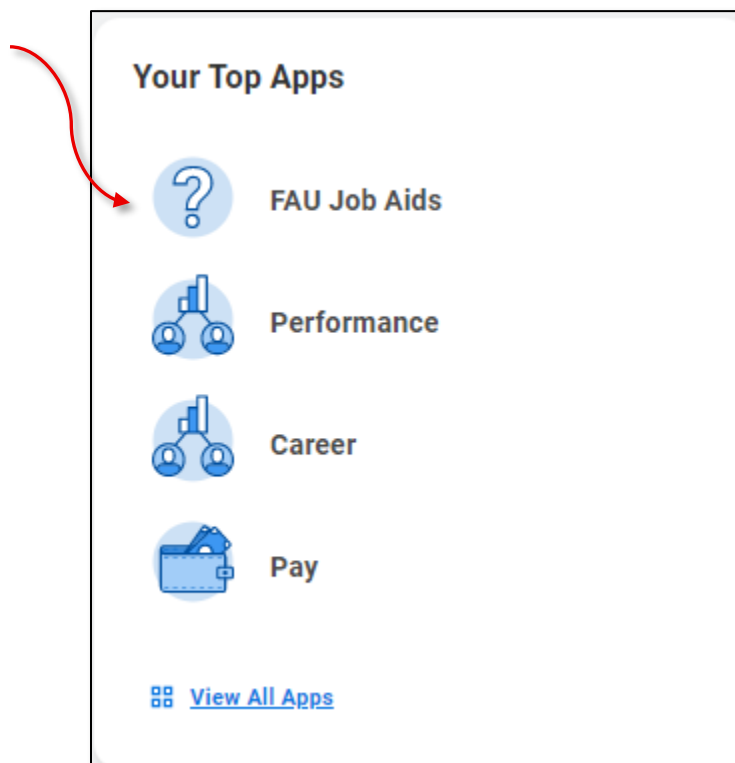 Your Top Apps
FAU Job Aids
Performance
Career
Pay
View All Apps